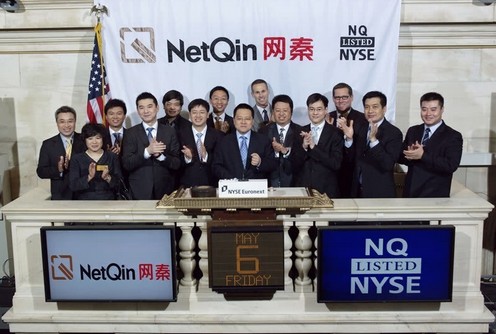 NetQin 网秦
NQ
LISTED
NYSE
NYSE Euronext
NetQin 网秦
MAY
6
FRIDAY
NQ
LISTED
NYSE